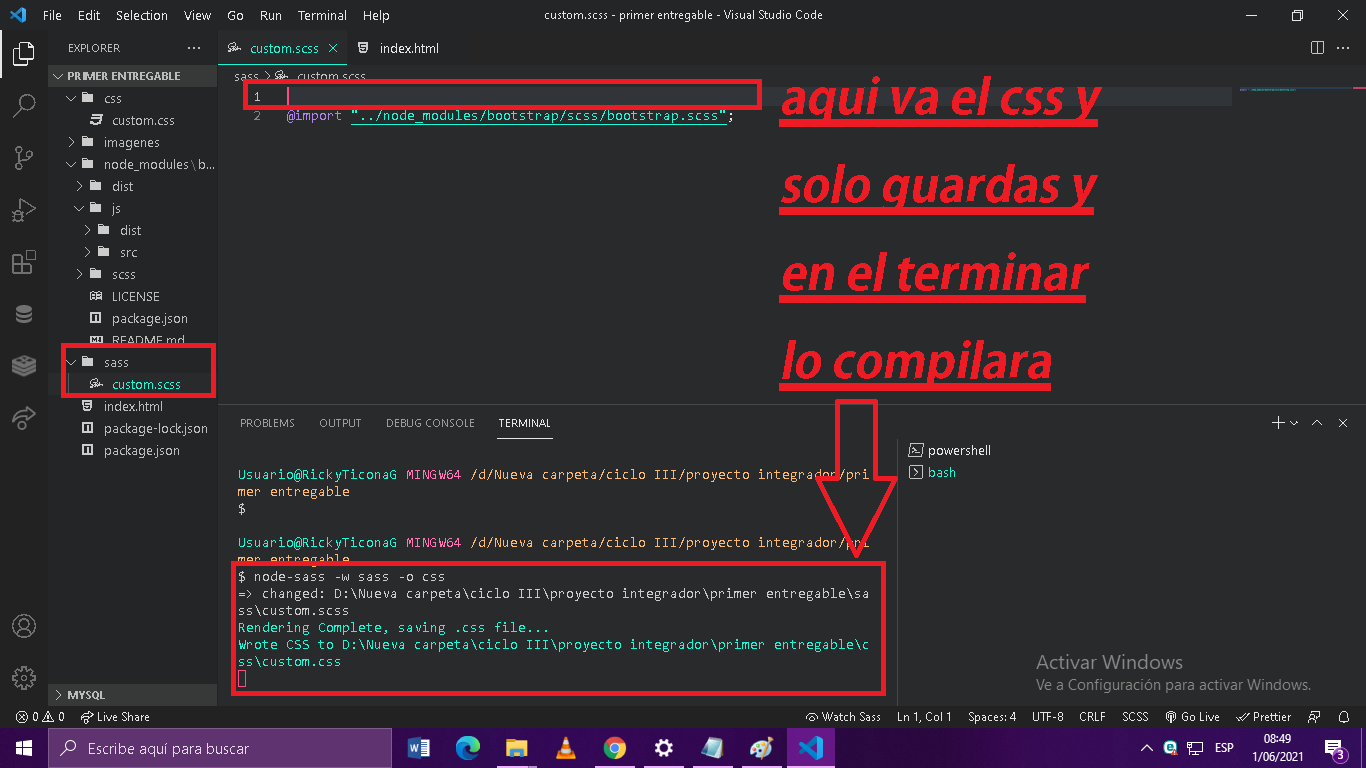 File Edit Selection View Go Run Terminal Help
custom.scss - primer entregable - Visual Studio Code
EXPLORER
custom.scss
index.html
PRIMER ENTREGABLE
css
custom.css
imagenes
node_modules \ b...
dist
js
dist
src
scss
LICENSE
package.json
README.md
sass
custom.scss
index.html
package-lock.json
package.json
MYSQL
sass > custom.scss
1
2 @import "../node_modules/bootstrap/scss/bootstrap.scss";
aqui va el css y
solo guardas y
en el terminar
lo compilara
PROBLEMS OUTPUT DEBUG CONSOLE TERMINAL
powershell
bash
Usuario@RickyTiconaG MINGW64 /d/Nueva carpeta/ciclo III/proyecto integrador/pri
mer entregable
$
Usuario@RickyTiconaG MINGW64 /d/Nueva carpeta/ciclo III/proyecto integrador/pri
mer entregable
$ node-sass -w sass -o css
=> changed: D:\Nueva carpeta\ciclo III\proyecto integrador\primer entregable\sa
ss\custom.scss
Rendering Complete, saving .css file...
Wrote CSS to D:\Nueva carpeta\ciclo III\proyecto integrador\primer entregable\c
ss\custom.css
Activar Windows
Ve a Configuración para activar Windows.
0 0 Live Share Watch Sass Ln 1, Col 1 Spaces: 4 UTF-8 CRLF SCSS Go Live Prettier
Escribe aquí para buscar
ESP
08:49
1/06/2021
3